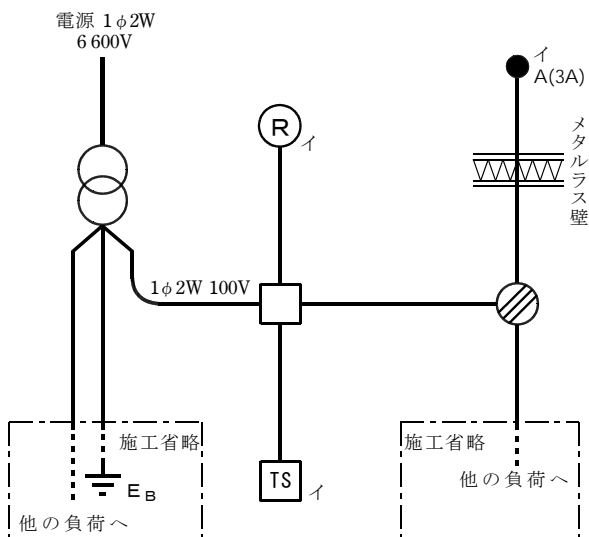 電源 1φ2W
6 600V
イ
A(3A)
R
イ
メタルラス壁
1φ2W 100V
施工省略
E B
他の負荷へ
TS
イ
施工省略
他の負荷へ